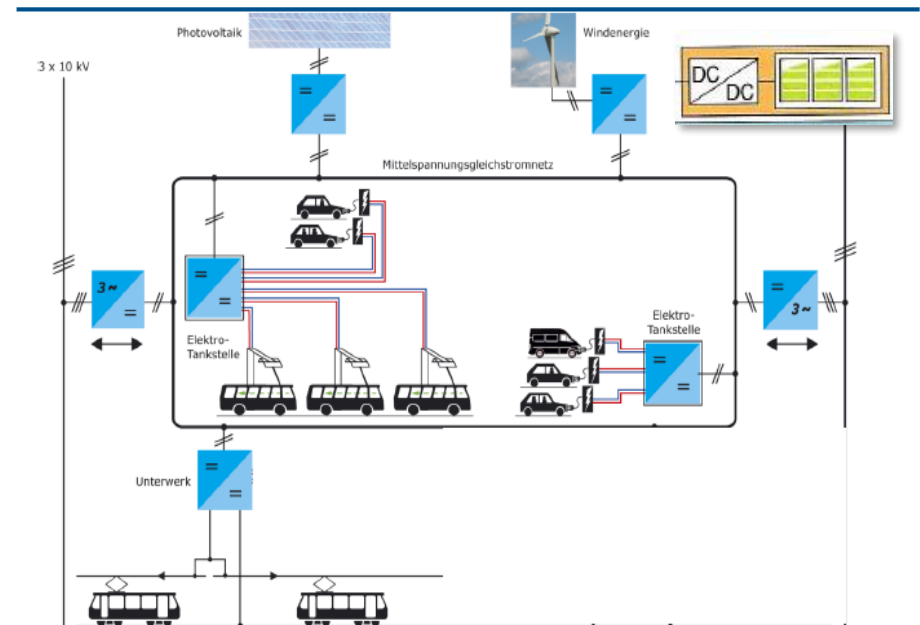 Photovoltaik
Windenergie
3 x 10 kV
DC
DC
=
=
=
=
Mittelspannungsgleichstromnetz
=
=
3~
=
=
3~
Elektro-
Tankstelle
Elektro-
Tankstelle
=
=
Unterwerk
=
=